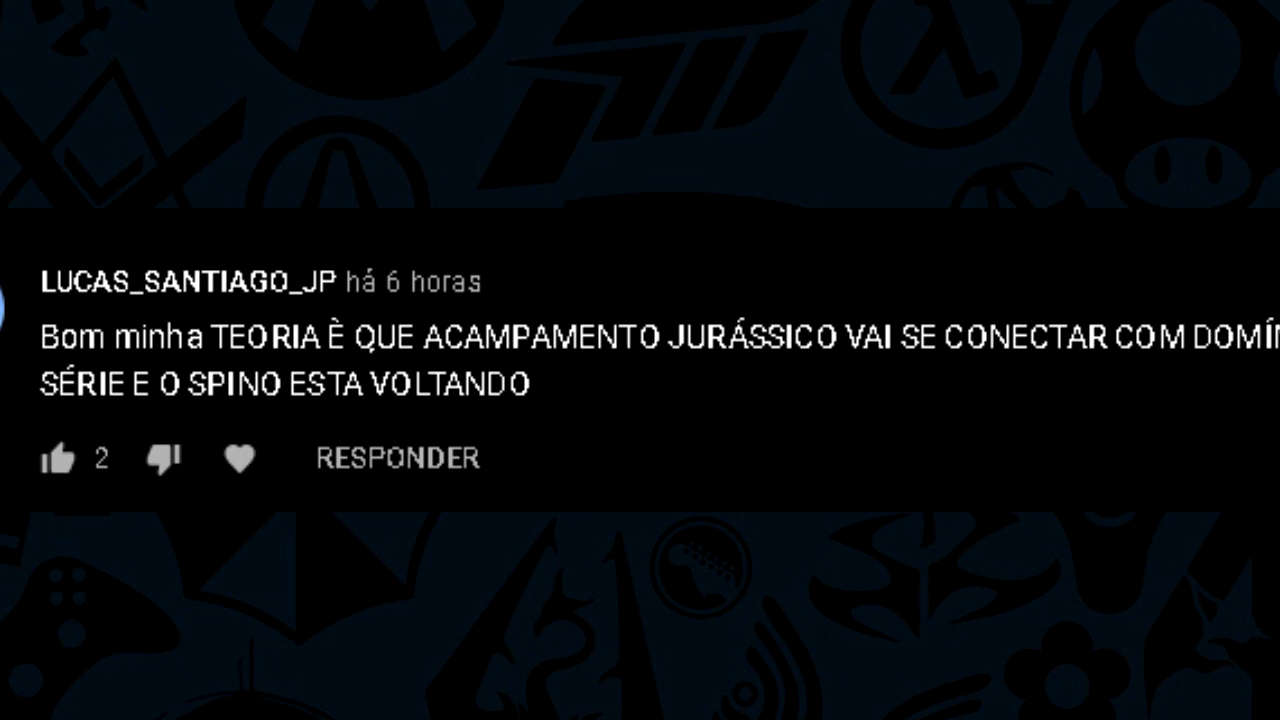 LUCAS_SANTIAGO_JP há 6 horas
Bom minha TEORIA È QUE ACAMPAMENTO JURÁSSICO VAI SE CONECTAR COM
SÉRIE E O SPINO ESTA VOLTANDO
2 RESPONDER